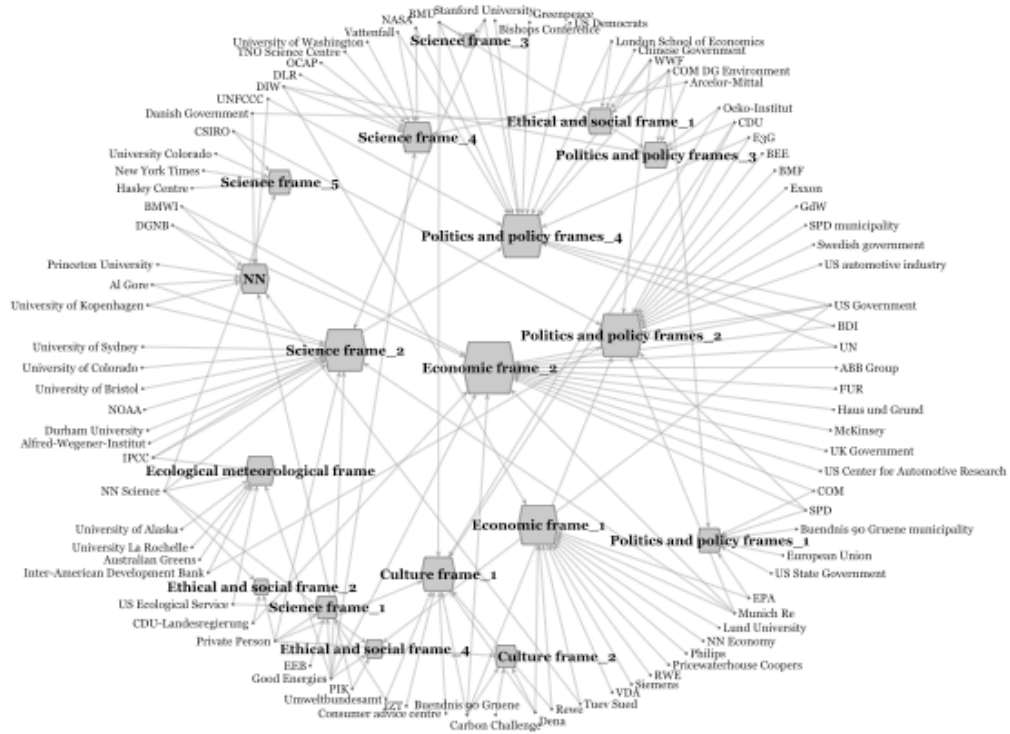 Stanford University
BMU
Greenpeace
NASA
US Democrats
Vattenfall
Bishops Conference
Science frame_3
University of Washington
London School of Economics
TNO Science Centre
Chinese Government
OCAP
WWF
DLR
COM DG Environment
DIW
Arcelor-Mittal
UNFCCC
Oeko-Institut
Danish Government
Ethical and social frame_1
CDU
CSIRO
Science frame_4
E3G
University Colorado
Politics and policy frames_3
BEE
New York Times
BMF
Science frame_5
Hasley Centre
Exxon
BMWI
GdW
DGNB
SPD municipality
Politics and policy frames_4
Swedish government
Princeton University
US automotive industry
NN
Al Gore
University of Kopenhagen
US Government
BDI
Politics and policy frames_2
University of Sydney
UN
Science frame_2
University of Colorado
Economic frame_2
ABB Group
University of Bristol
FUR
NOAA
Haus und Grund
Durham University
McKinsey
Alfred-Wegener-Institut
UK Government
IPCC
Ecological meteorological frame
US Center for Automotive Research
NN Science
COM
SPD
University of Alaska
Economic frame_1
Buendnis 90 Gruene municipality
University La Rochelle
Politics and policy frames_1
Australian Greens
European Union
Inter-American Development Bank
Culture frame_1
US State Government
Ethical and social frame_2
EPA
US Ecological Service
Science frame_1
Munich Re
CDU-Landesregierung
Lund University
Private Person
NN Economy
Ethical and social frame_4
Culture frame_2
Philips
EEB
Pricewaterhouse Coopers
Good Energies
RWE
PIK
Siemens
Umweltbundesamt
VDA
IZT
Buendnis 90 Gruene
Tuev Sued
Consumer advice centre
Rewe
Carbon Challenge
Dena